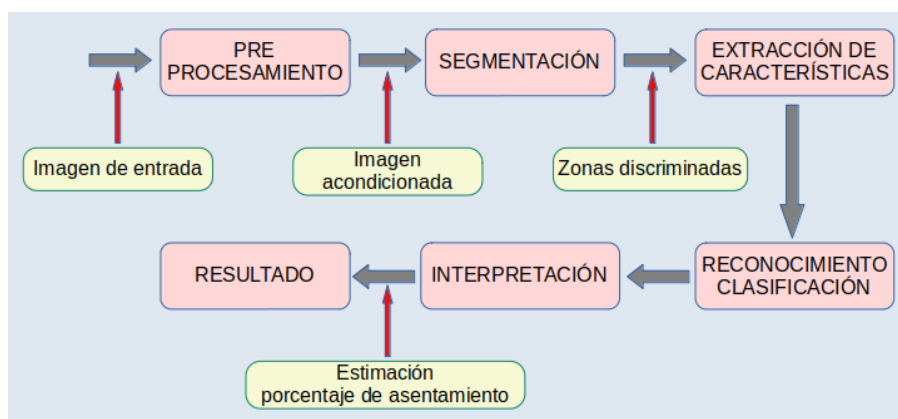 PRE
PROCESAMIENTO
SEGMENTACIÓN
EXTRACCIÓN DE
CARACTERÍSTICAS
Imagen de entrada
Imagen
acondicionada
Zonas discriminadas
RECONOCIMIENTO
CLASIFICACIÓN
INTERPRETACIÓN
RESULTADO
Estimación
porcentaje de asentamiento